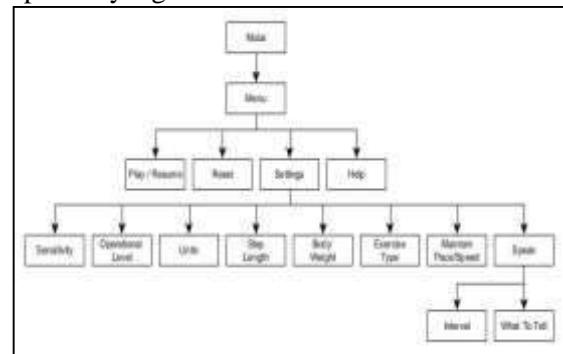 Menu
Play / Resume
Reset
Settings
Help
Sensitivity
Operational
Level
Units
Step
Length
Body
Weight
Exercise
Type
Maintain
Pace/Speed
Speak
Interval
What To Tell